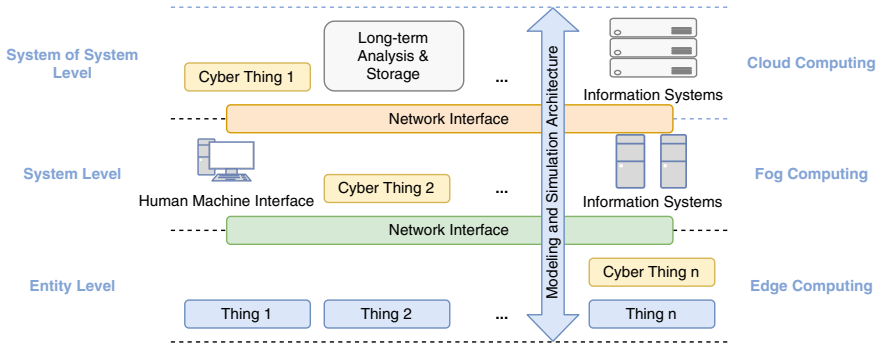 System of System
Level
Cyber Thing 1
Long-term
Analysis &
Storage
...
Information Systems
Cloud Computing
Network Interface
Modeling and Simulation Architecture
System Level
Human Machine Interface
Cyber Thing 2
...
Information Systems
Fog Computing
Network Interface
Entity Level
Cyber Thing n
Edge Computing
Thing 1
Thing 2
...
Thing n